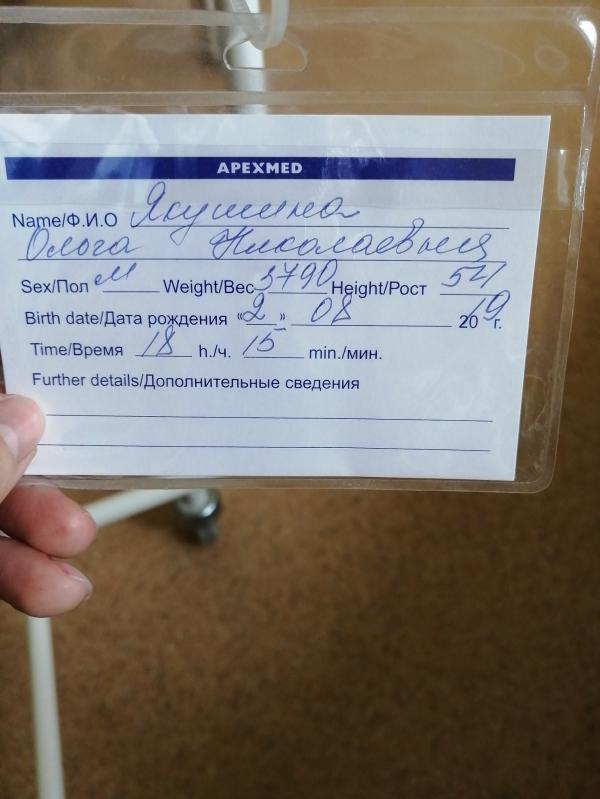 APEXMED
Name/Ф.И.О Якушина
Ольга Николаевна
Sex/Пол м Weight/Вес 3790 Height/Рост 54
Birth date/Дата рождения «2» 08 2019 г.
Time/Время 18 h./ч. 15 min./мин.
Further details/Дополнительные сведения